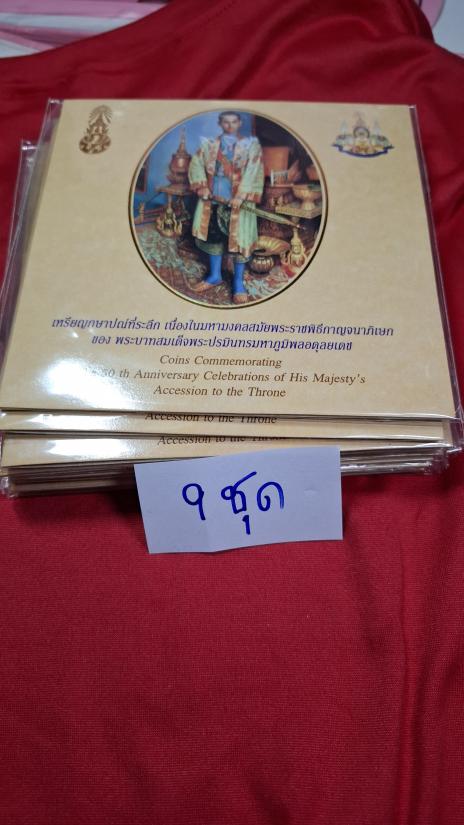 เหรียญกษาปณ์ที่ระลึก เนื่องในมหามงคลสมัยพระราชพิธีกาญจนาภิเษก
ของ พระบาทสมเด็จพระปรมินทรมหาภูมิพลอดุลยเดช
Coins Commemorating
50 th Anniversary Celebrations of His Majesty's
Accession to the Throne
Accession to the Throne
Accession to the Throne
9 ชุด